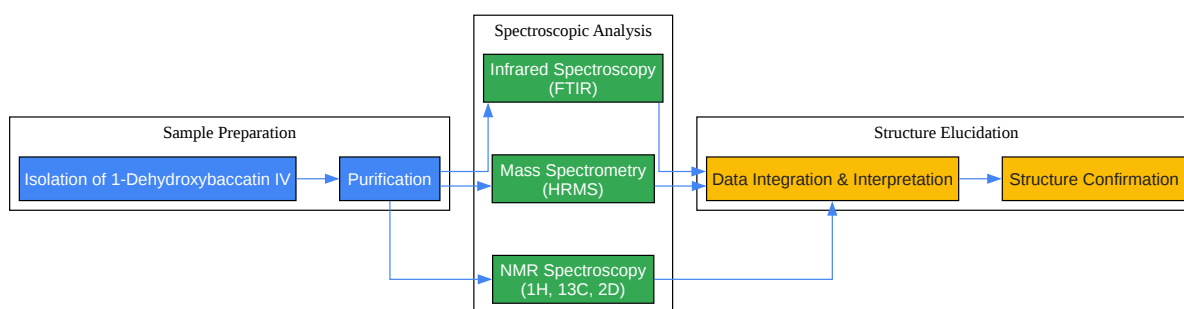 Spectroscopic Analysis
Infrared Spectroscopy
(FTIR)
Sample Preparation
Structure Elucidation
Isolation of 1-Dehydroxybaccatin IV
Purification
Mass Spectrometry
(HRMS)
Data Integration & Interpretation
Structure Confirmation
NMR Spectroscopy
(1H, 13C, 2D)